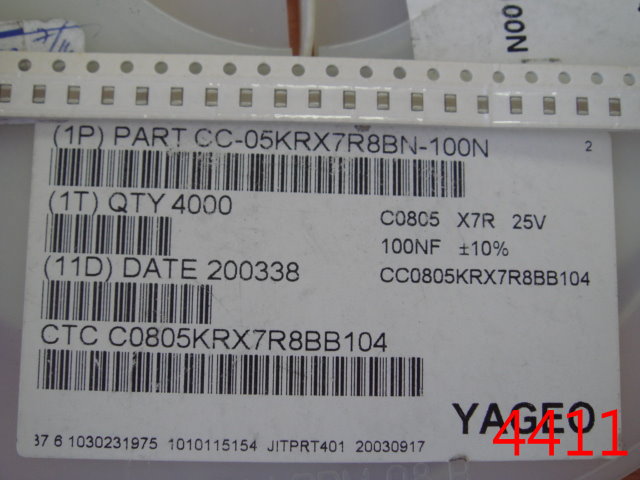 NOO
(1P) PART CC-05KRX7R8BN-100N
2
(1T) QTY 4000
C0805 X7R 25V
100NF ±10%
(11D) DATE 200338
CC0805KRX7R8BB104
CTC C0805KRX7R8BB104
YAGEO
4411
37 6 1030231975 1010115154 JITPRT401 20030917